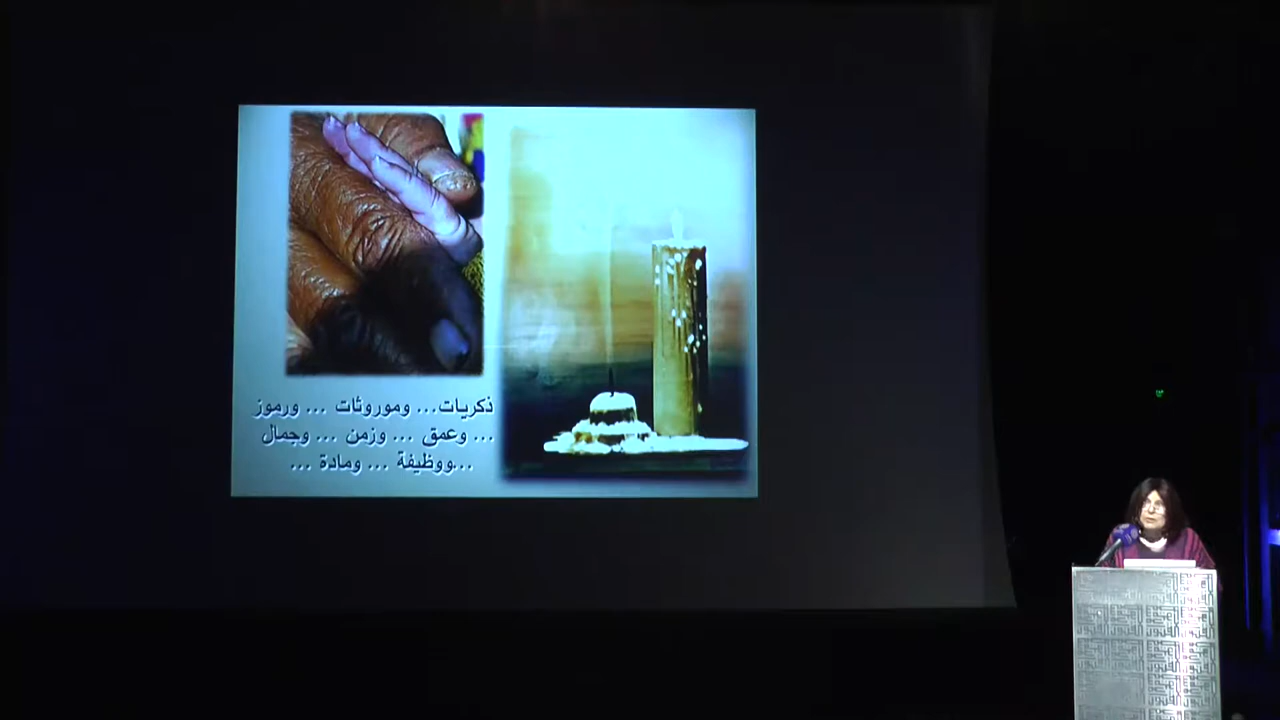 ذكريات... وموروثات ... ورموز
... وعمق ... وزمن ... وجمال
...ووظيفة ... ومادة ...